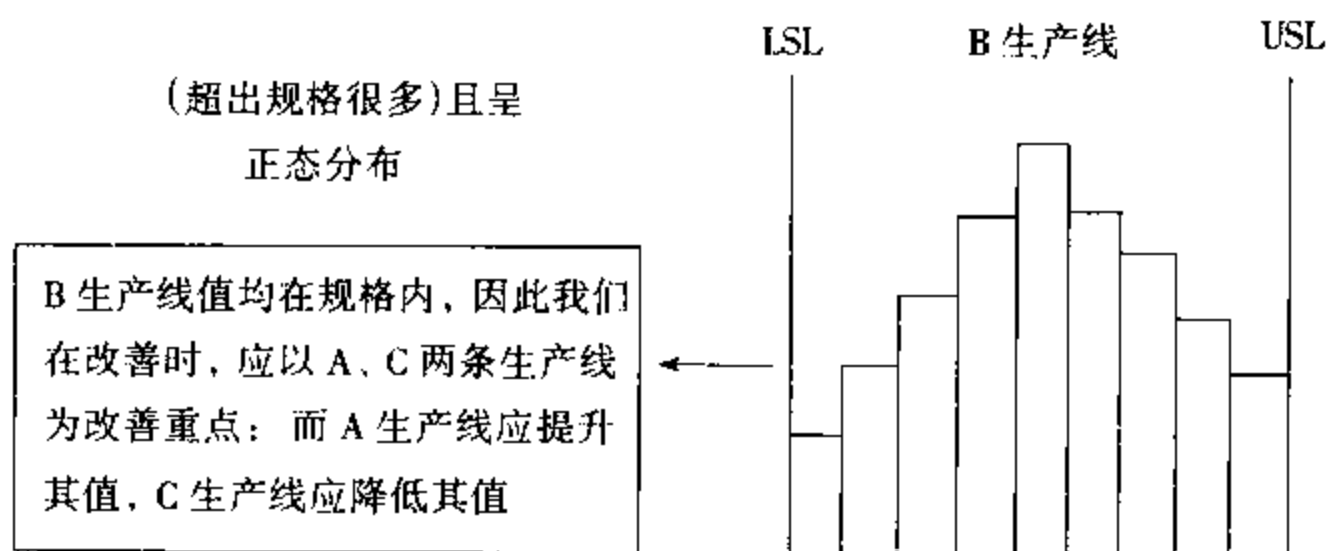 LSL B 生产线 USL
(超出规格很多)且呈
正态分布
B 生产线值均在规格内，因此我们
在改善时，应以 A、C 两条生产线
为改善重点：而 A 生产线应提升
其值，C 生产线应降低其值